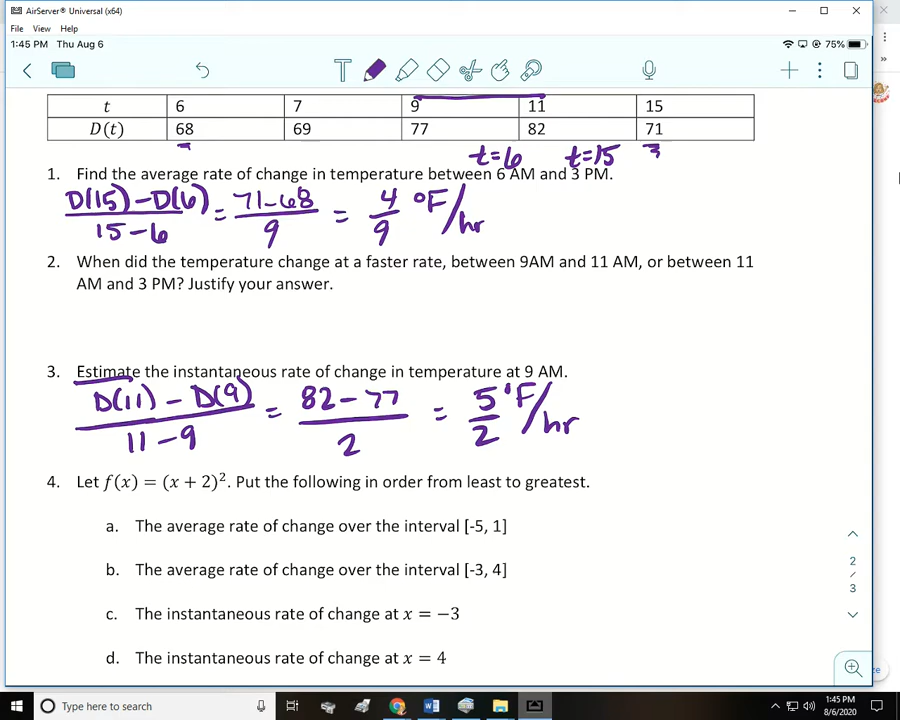 AirServer® Universal (x64)
File View Help
1:45 PM Thu Aug 6
75%
T
t 6 7 9 11 15
D(t) 68 69 77 82 71
t=6 t=15
1. Find the average rate of change in temperature between 6 AM and 3 PM.
D(15)-D(6) / 15-6 = 71-68 / 9 = 4/9 °F/hr
2. When did the temperature change at a faster rate, between 9AM and 11 AM, or between 11
AM and 3 PM? Justify your answer.
3. Estimate the instantaneous rate of change in temperature at 9 AM.
D(11) - D(9) / 11-9 = 82-77 / 2 = 5/2 °F/hr
4. Let f(x) = (x + 2)². Put the following in order from least to greatest.
a. The average rate of change over the interval [-5, 1]
b. The average rate of change over the interval [-3, 4]
2
/
3
c. The instantaneous rate of change at x = −3
d. The instantaneous rate of change at x = 4
Type here to search
1:45 PM
8/6/2020